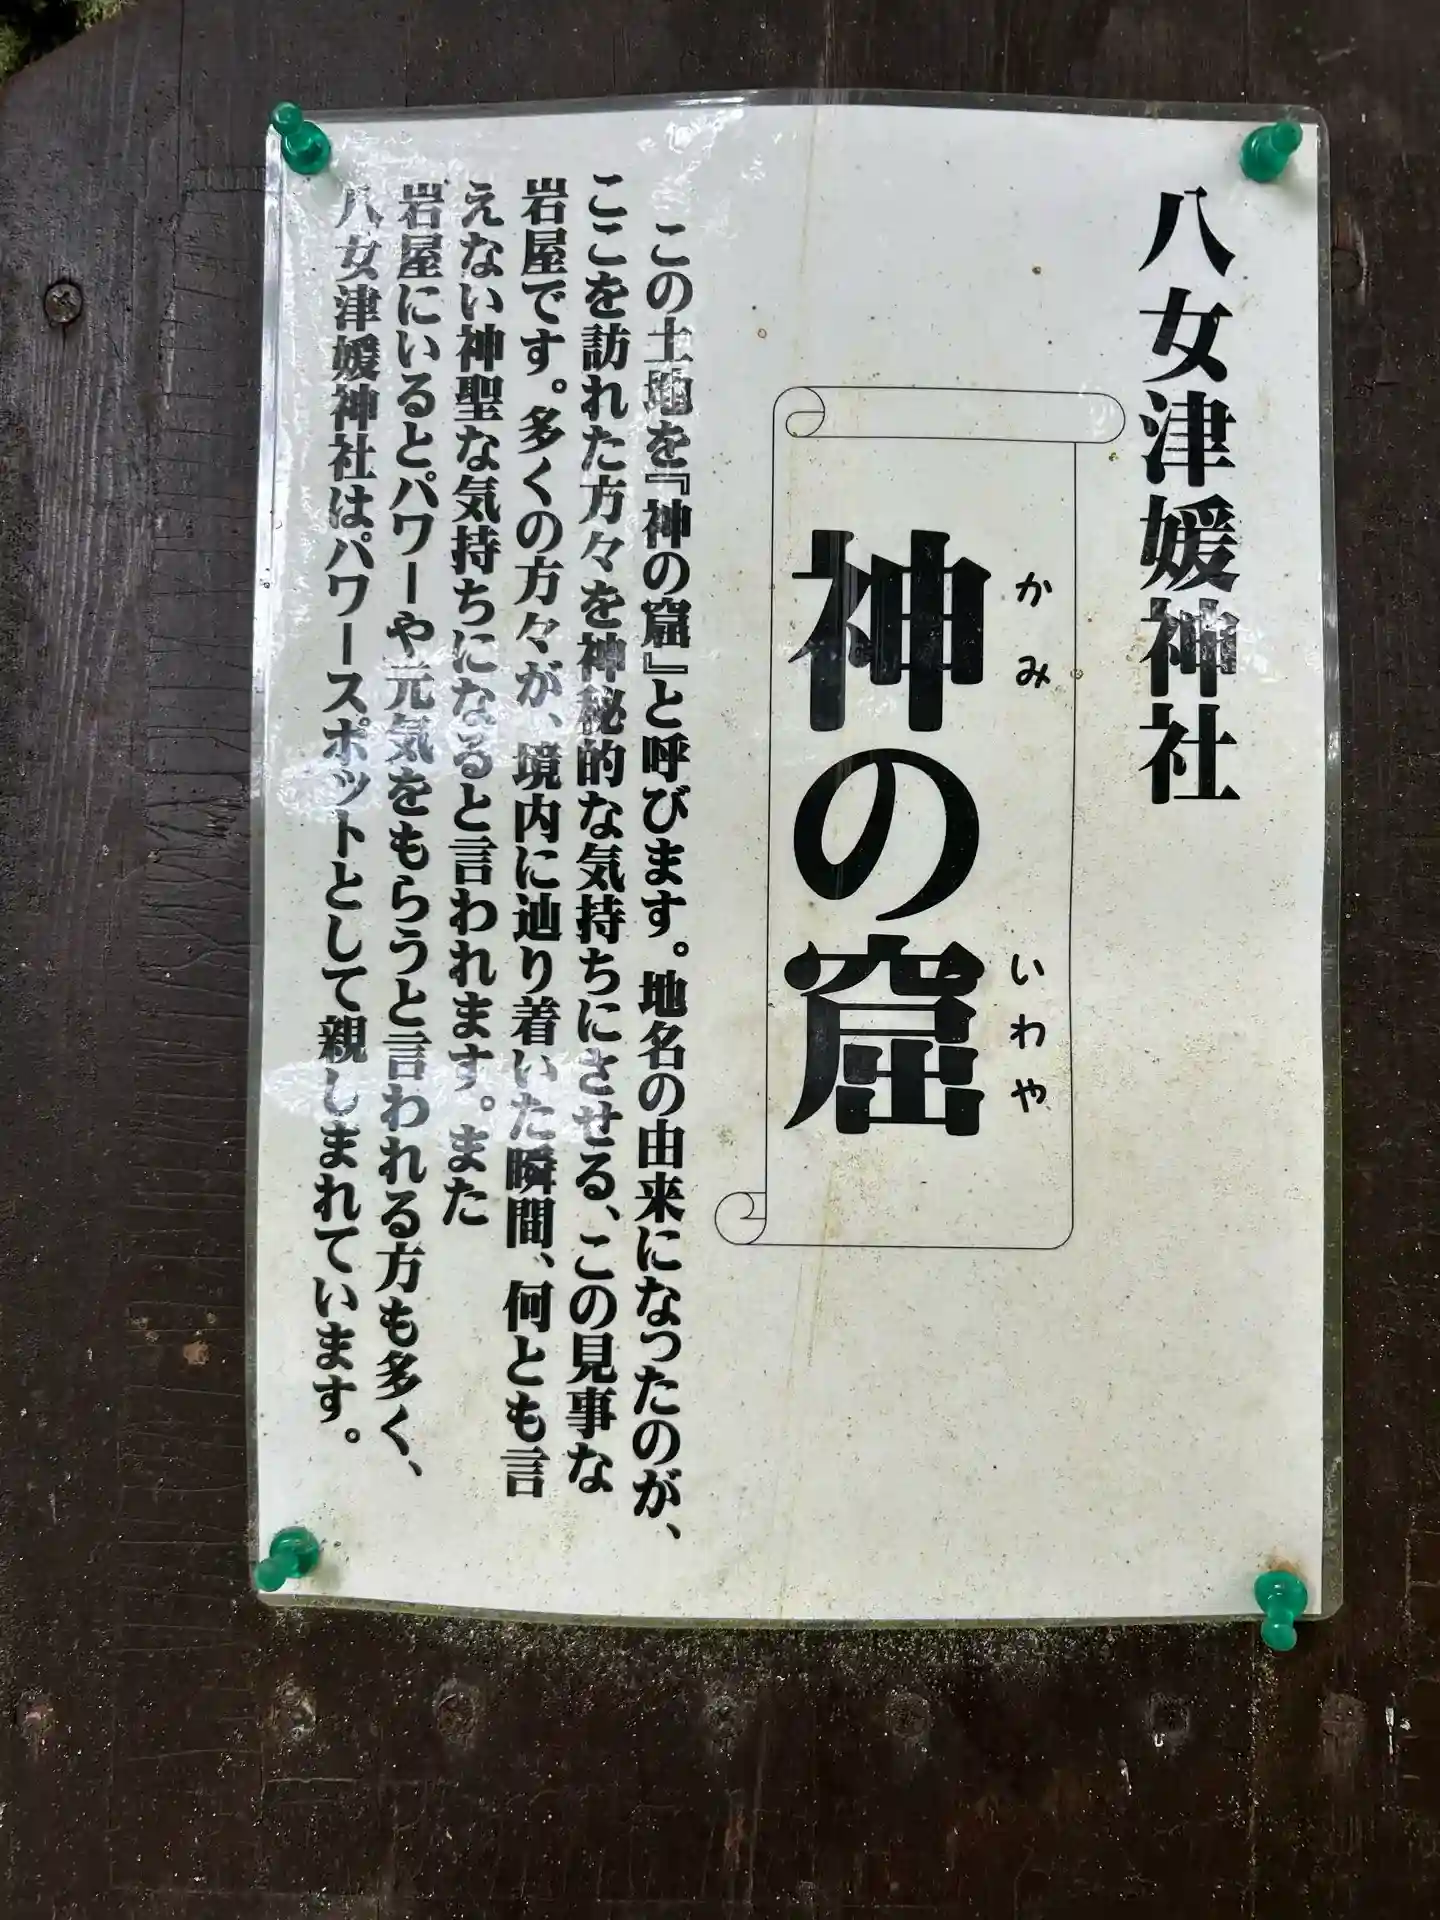 八女津媛神社
神の窟
かみ
いわや
この土地を『神の窟』と呼びます。地名の由来になったのが、
ここを訪れた方々を神秘的な気持ちにさせる、この見事な
岩屋です。多くの方々が、境内に辿り着いた瞬間、何とも言
えない神聖な気持ちになると言われます。また
岩屋にいるとパワーや元気をもらうと言われる方も多く、
八女津媛神社はパワースポットとして親しまれています。